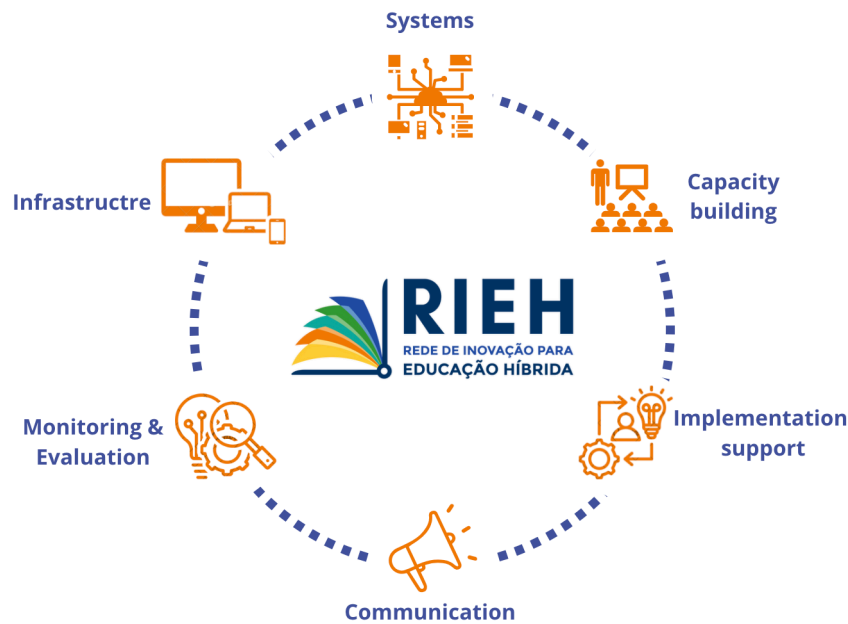 Systems
Infrastructre
Capacity
building
RIEH
REDE DE INOVAÇÃO PARA
EDUCAÇÃO HÍBRIDA
Monitoring &
Evaluation
Implementation
support
Communication